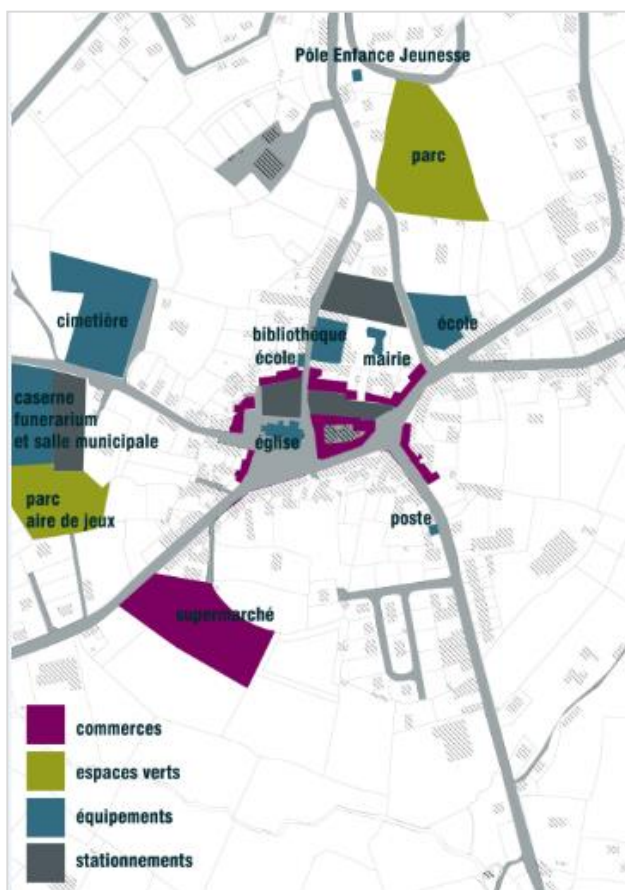 Pôle Enfance Jeunesse
parc
cimetière
bibliothèque
école
mairie
école
caserne
funerarium
et salle municipale
église
parc
aire de jeux
poste
supermarché
commerces
espaces verts
équipements
stationnements